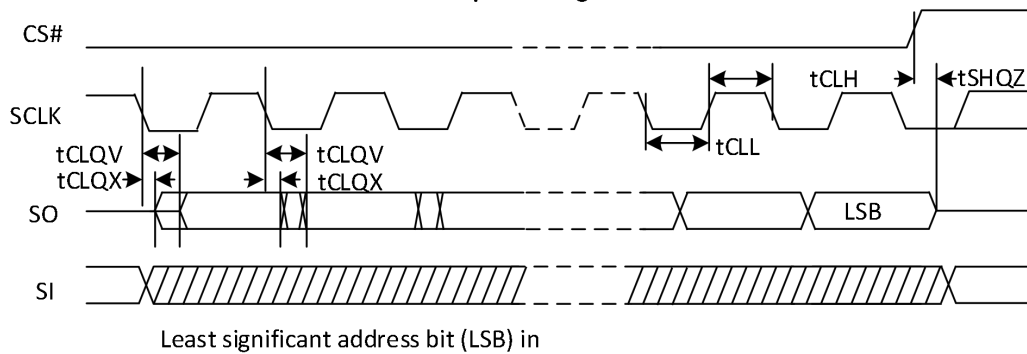 CS#
tCLH
tSHQZ
SCLK
tCLQV
tCLQV
tCLL
tCLQX
tCLQX
SO
LSB
SI
Least significant address bit (LSB) in